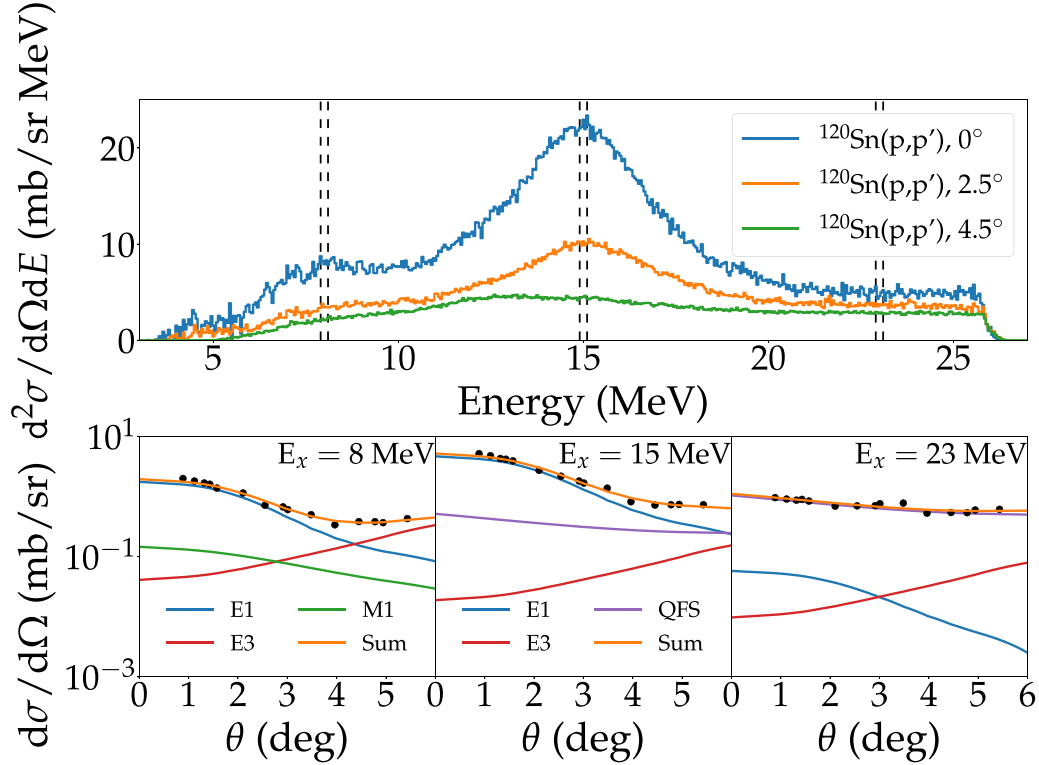 d²σ/dΩdE (mb/sr MeV)
20
10
0
¹²⁰Sn(p,p’), 0°
¹²⁰Sn(p,p’), 2.5°
¹²⁰Sn(p,p’), 4.5°
5 10 15 20 25
Energy (MeV)
dσ/dΩ (mb/sr)
10¹
10⁻¹
10⁻³
Eₓ = 8 MeV
E1 M1
E3 Sum
Eₓ = 15 MeV
E1 QFS
E3 Sum
Eₓ = 23 MeV
0 1 2 3 4 5 0 1 2 3 4 5 0 1 2 3 4 5 6
θ (deg) θ (deg) θ (deg)